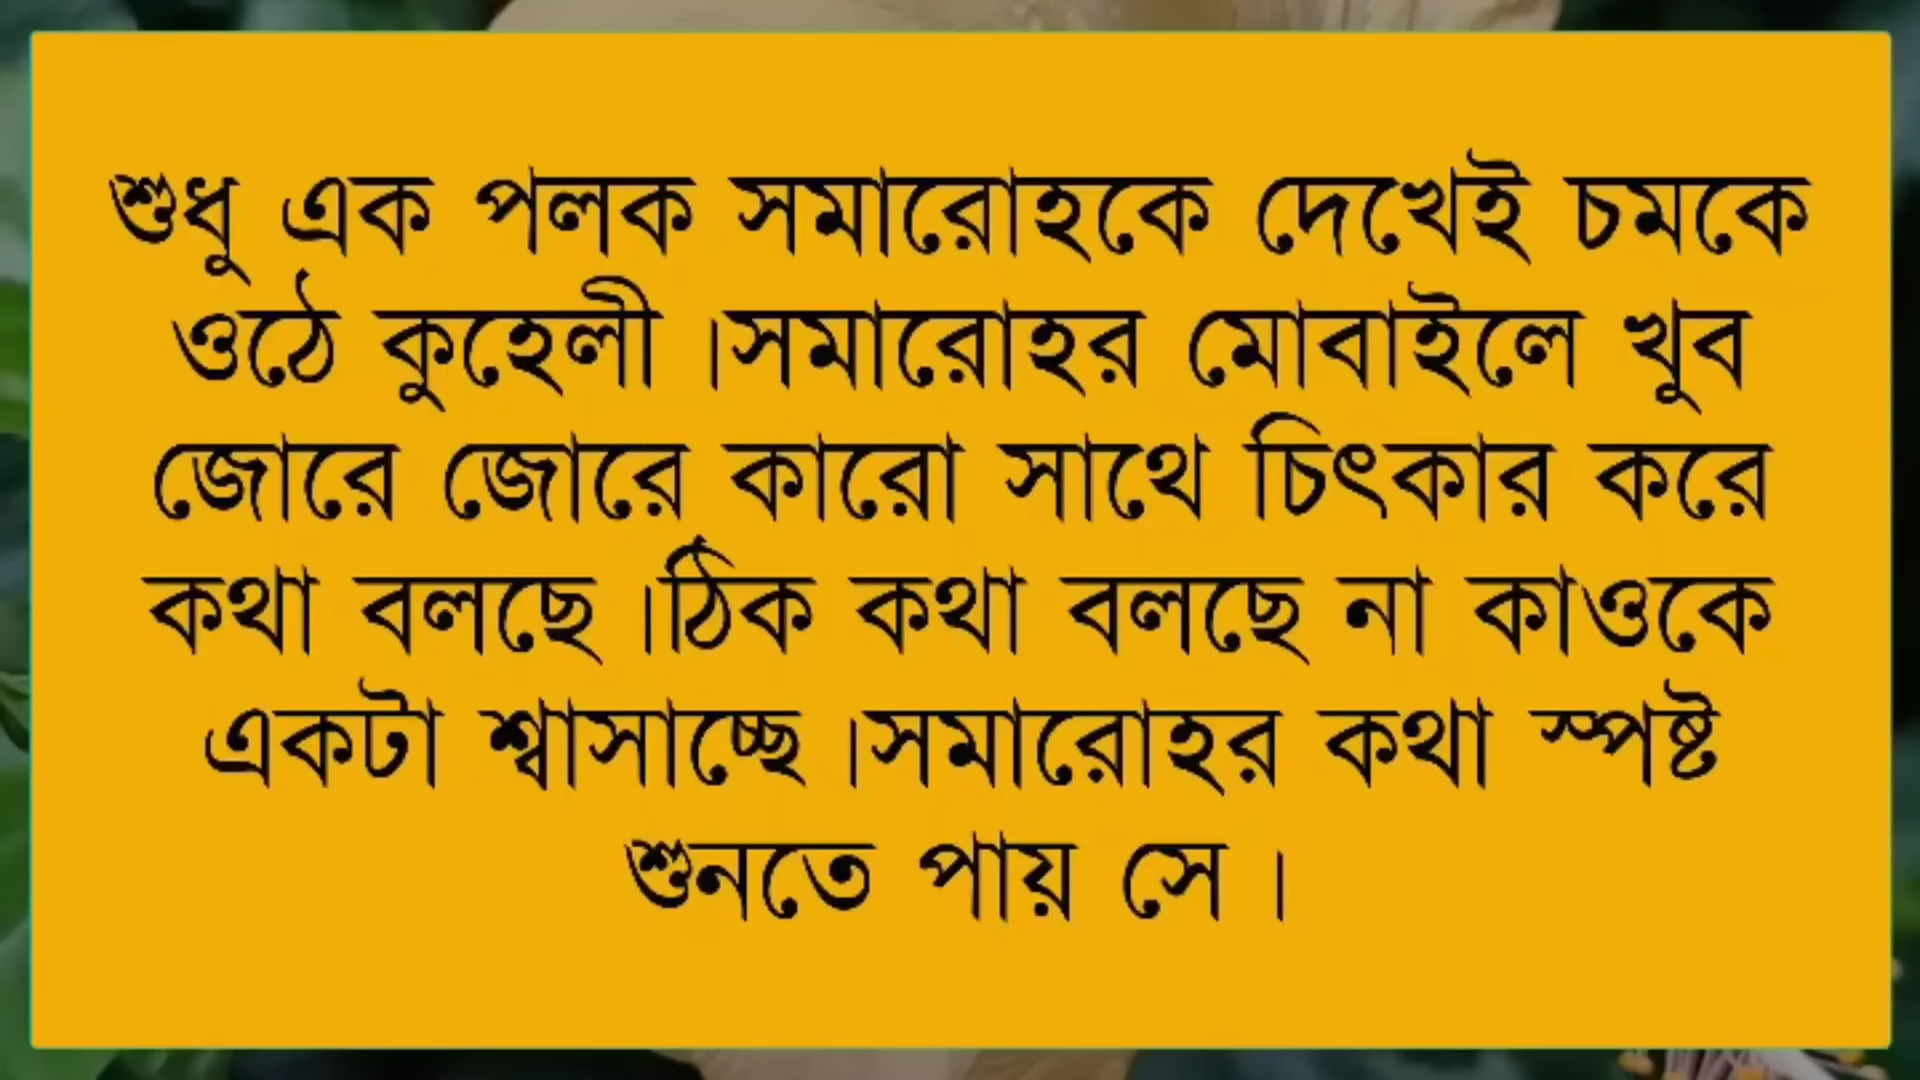 শুধু এক পলক সমারোহকে দেখেই চমকে
ওঠে কুহেলী ।সমারোহর মোবাইলে খুব
জোরে জোরে কারো সাথে চিৎকার করে
কথা বলছে ।ঠিক কথা বলছে না কাওকে
একটা শ্বাসাচ্ছে ।সমারোহর কথা স্পষ্ট
শুনতে পায় সে ।